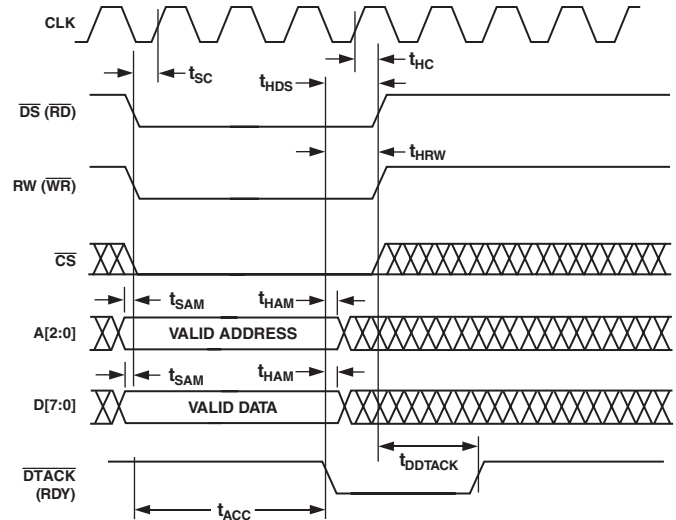 CLK
tSC
tHDS
tHC
DS (RD)
tHRW
RW (WR)
CS
tSAM
tHAM
A[2:0]
VALID ADDRESS
tSAM
tHAM
D[7:0]
VALID DATA
tDDTACK
DTACK
(RDY)
tACC